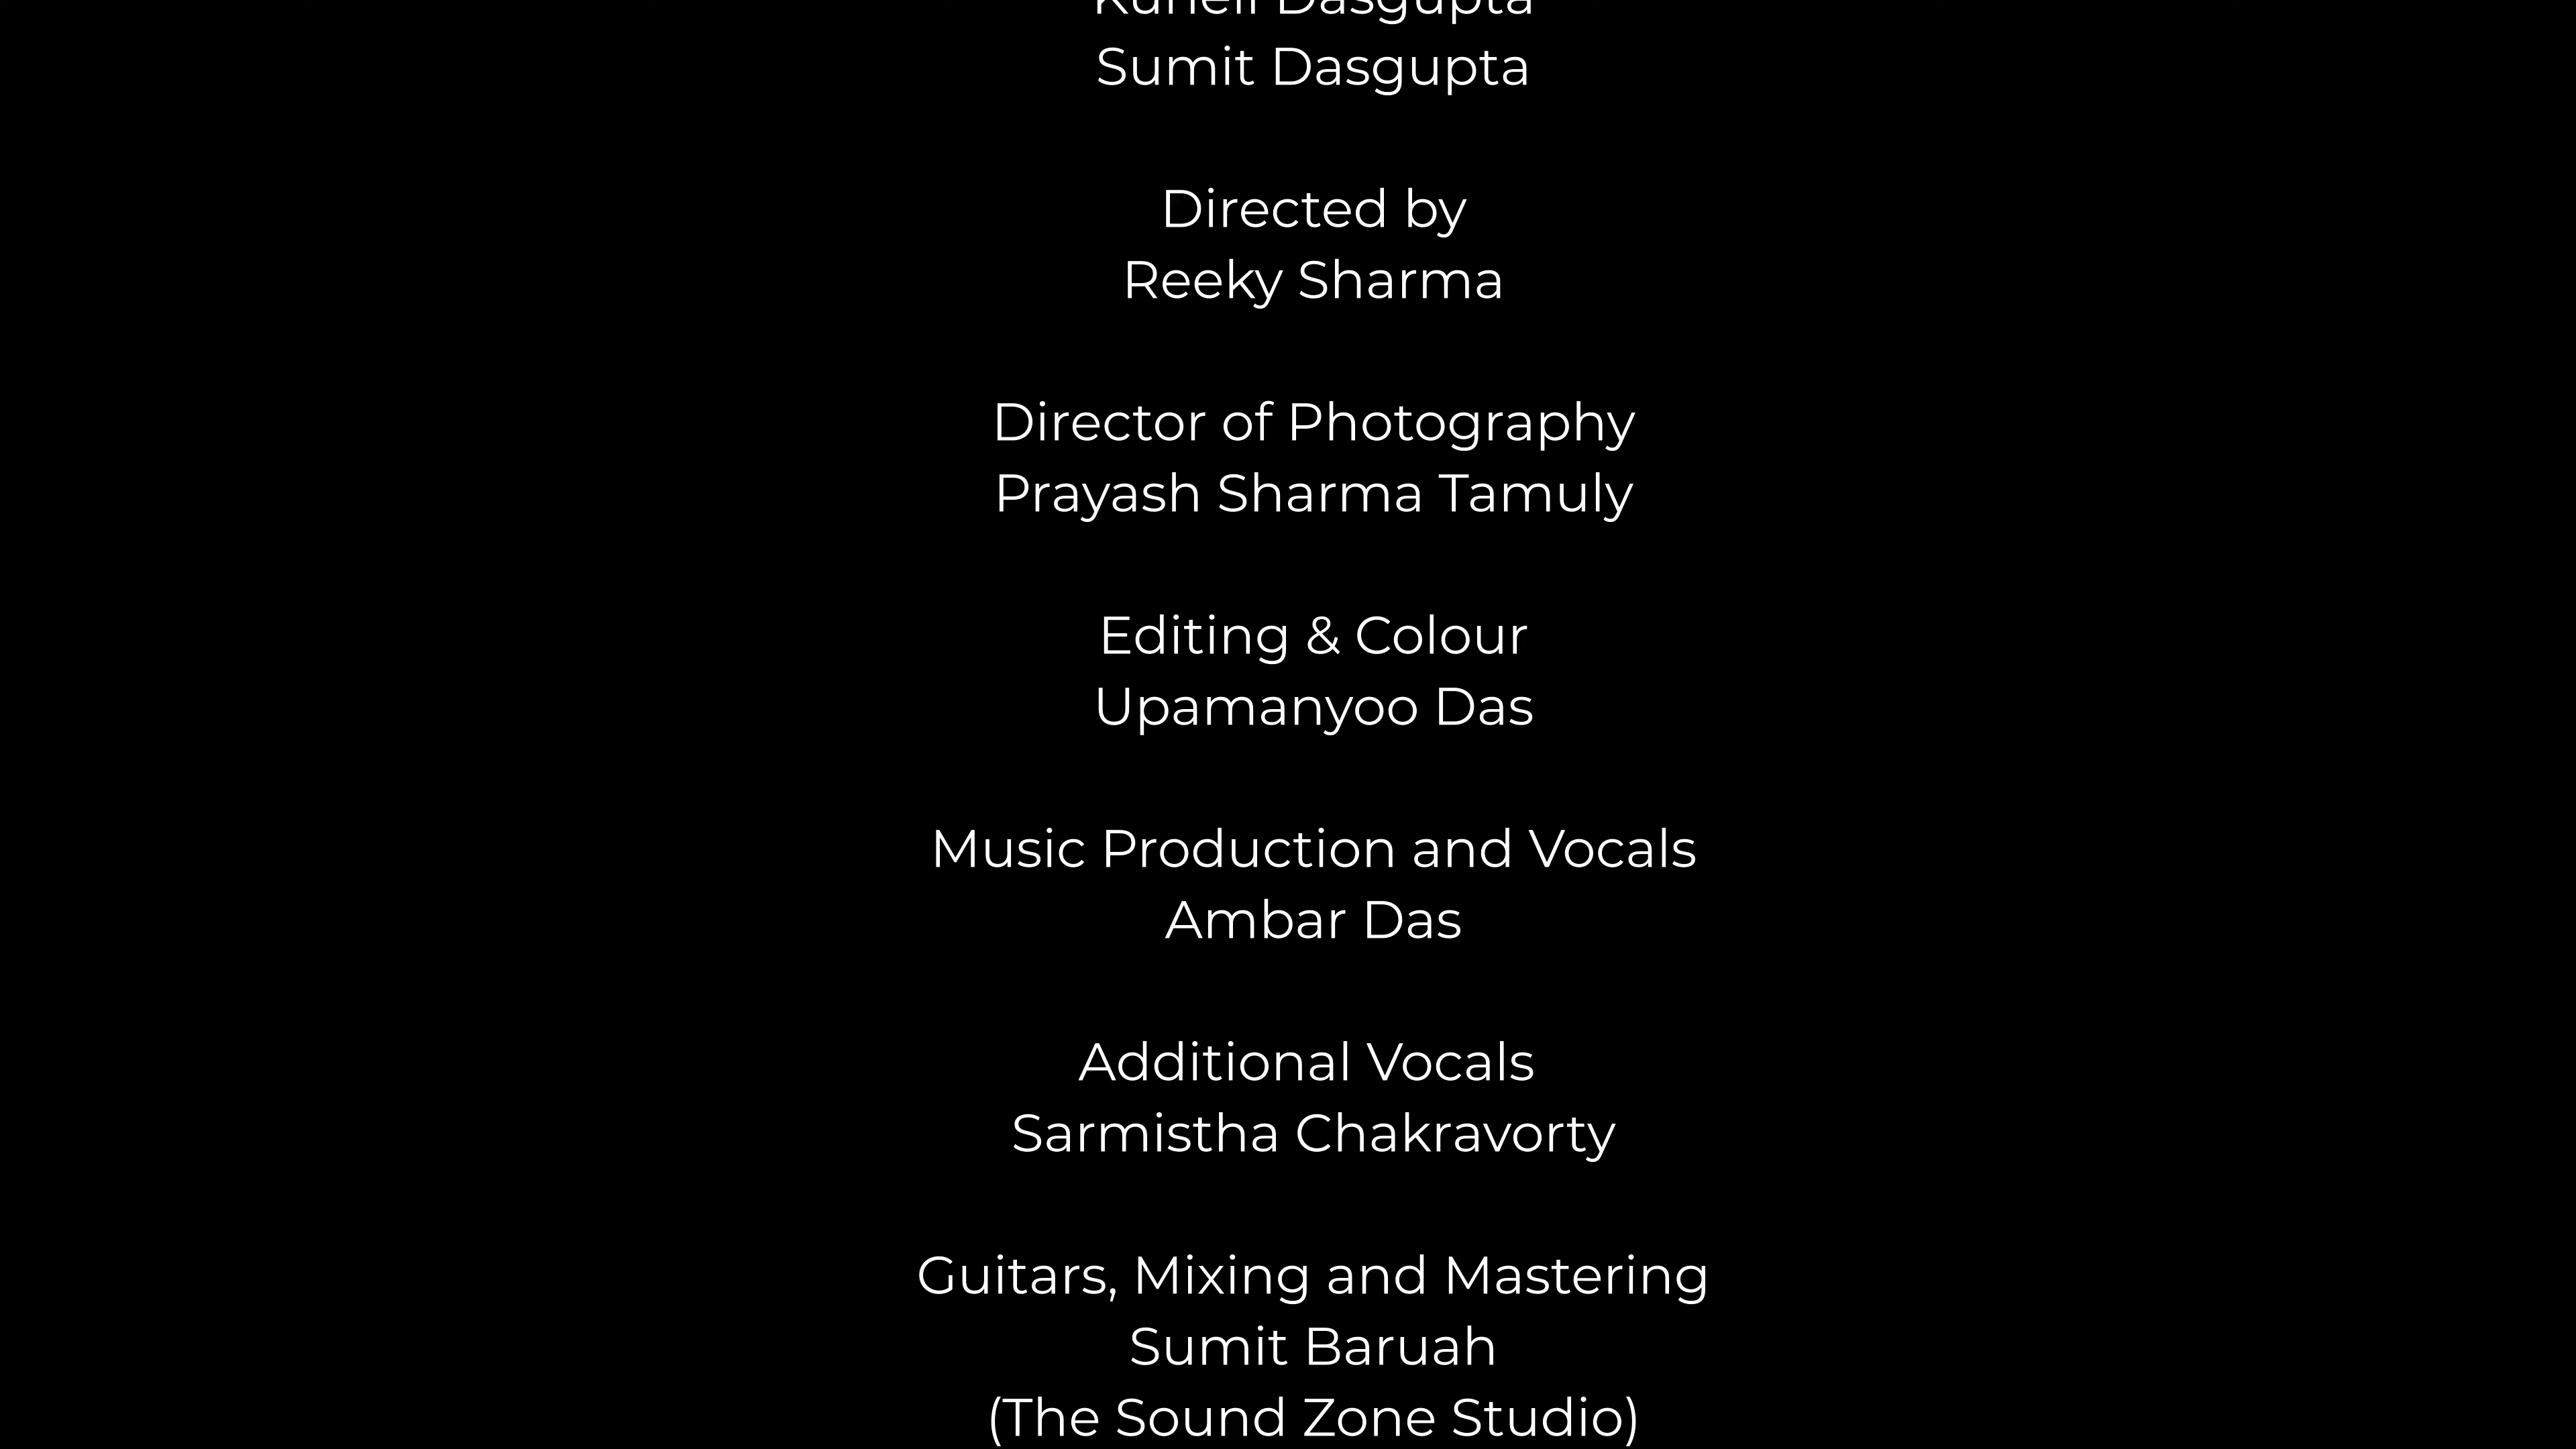 Dasgupta
Sumit Dasgupta
Directed by
Reeky Sharma
Director of Photography
Prayash Sharma Tamuly
Editing & Colour
Upamanyoo Das
Music Production and Vocals
Ambar Das
Additional Vocals
Sarmistha Chakravorty
Guitars, Mixing and Mastering
Sumit Baruah
(The Sound Zone Studio)